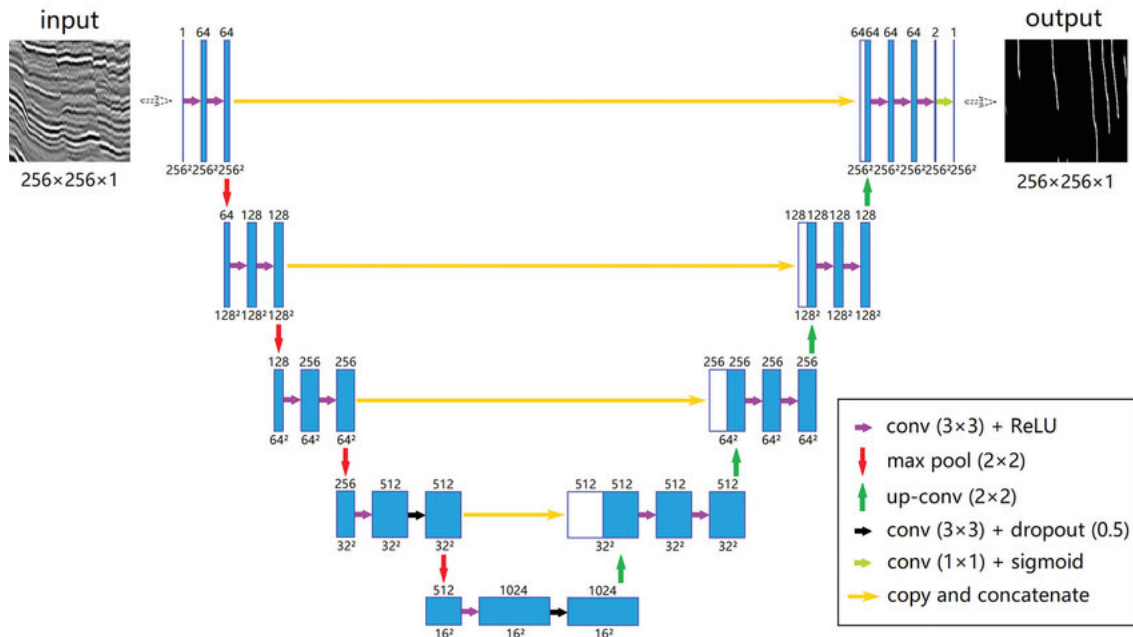 input
output
1 64 64
64 64 64 64 2 1
256² 256² 256²
256² 256² 256² 256² 256²
256×256×1
256×256×1
64 128 128
128 128 128 128
128² 128² 128²
128² 128² 128²
128 256 256
256 256 256 256
64² 64² 64²
64² 64² 64²
conv (3×3) + ReLU
max pool (2×2)
up-conv (2×2)
conv (3×3) + dropout (0.5)
conv (1×1) + sigmoid
copy and concatenate
256 512 512
512 512 512 512
32² 32² 32²
32² 32² 32²
512 1024 1024
16² 16² 16²